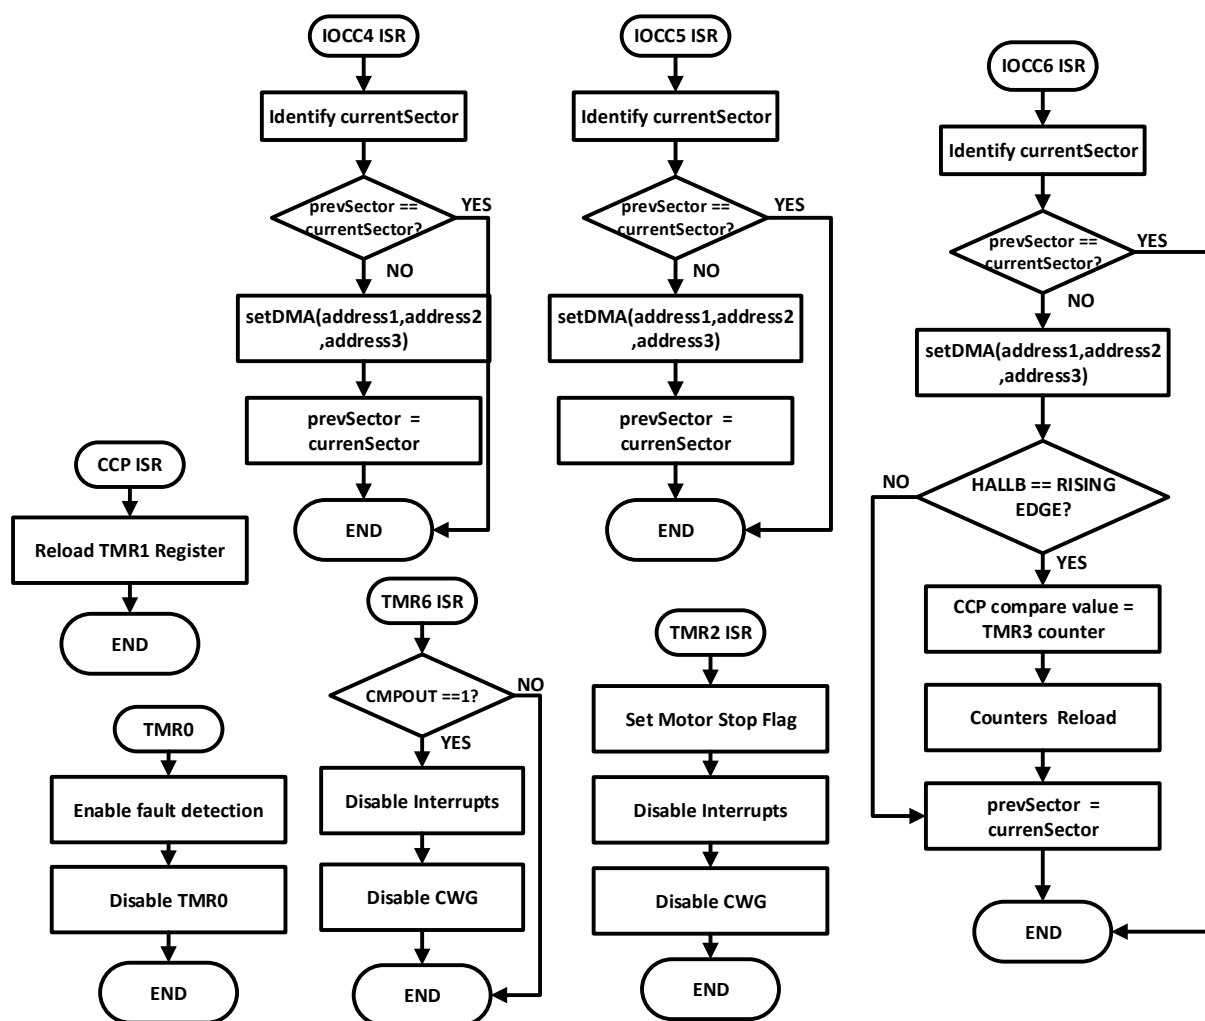 IOCC4 ISR
Identify currentSector
prevSector ==
currentSector?
YES
NO
setDMA(address1,address2
,address3)
prevSector =
currenSector
END
IOCC5 ISR
Identify currentSector
prevSector ==
currentSector?
YES
NO
setDMA(address1,address2
,address3)
prevSector =
currenSector
END
IOCC6 ISR
Identify currentSector
prevSector ==
currentSector?
YES
NO
setDMA(address1,address2
,address3)
HALLB == RISING
EDGE?
NO
YES
CCP compare value =
TMR3 counter
Counters Reload
prevSector =
currenSector
END
CCP ISR
Reload TMR1 Register
END
TMR0
Enable fault detection
Disable TMR0
END
TMR6 ISR
CMPOUT ==1?
NO
YES
Disable Interrupts
Disable CWG
END
TMR2 ISR
Set Motor Stop Flag
Disable Interrupts
Disable CWG
END